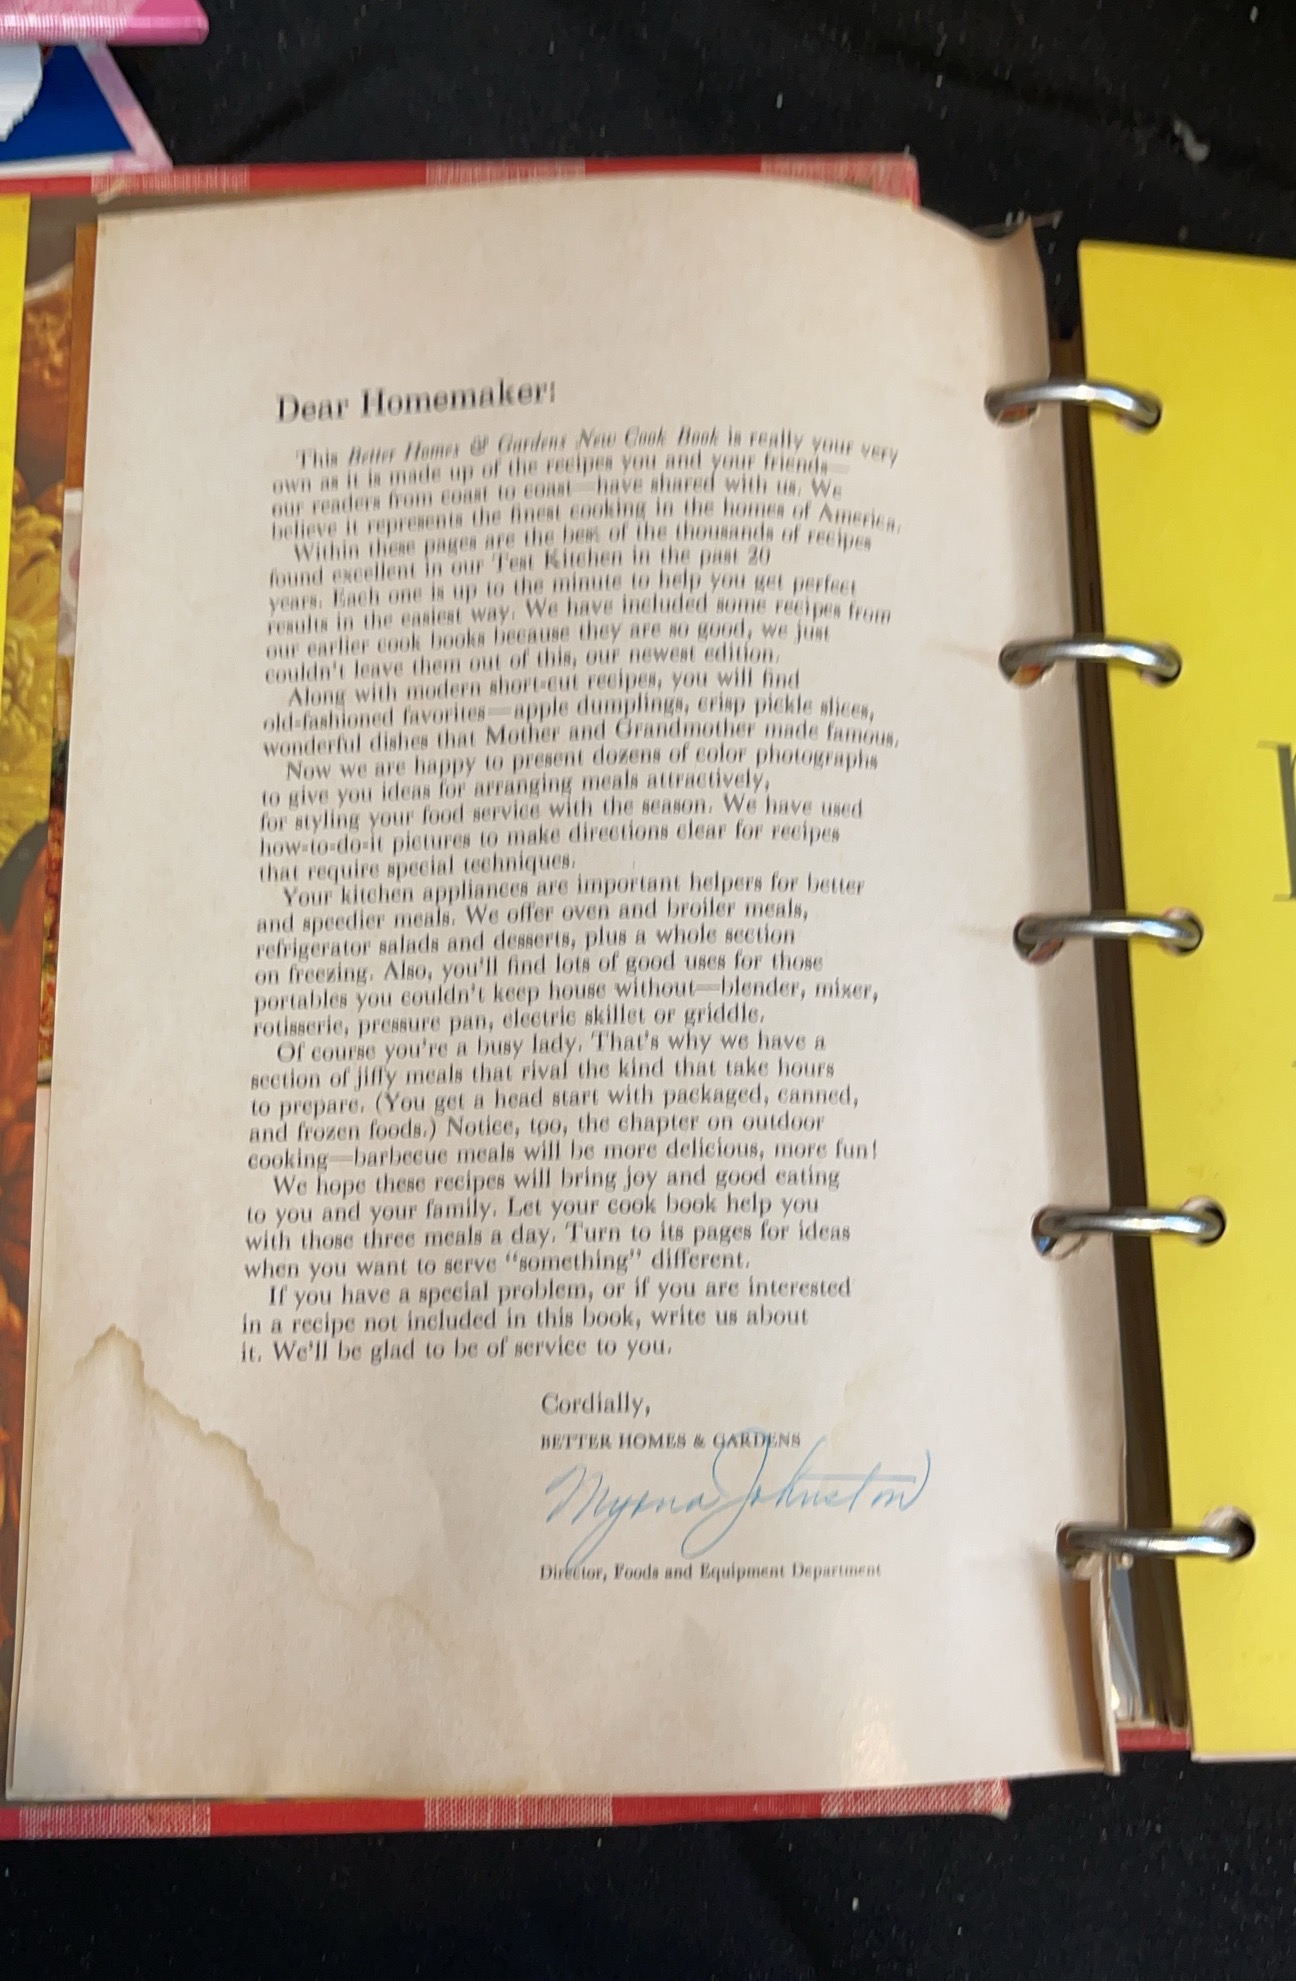 Dear Homemaker:
This Better Homes & Gardens New Cook Book is really your very
own as it is made up of the recipes you and your friends—
our readers from coast to coast—have shared with us. We
believe it represents the finest cooking in the homes of America.
Within these pages are the best of the thousands of recipes
found excellent in our Test Kitchen in the past 20
years. Each one is up to the minute to help you get perfect
results in the easiest way. We have included some recipes from
our earlier cook books because they are so good, we just
couldn't leave them out of this, our newest edition.
Along with modern short-cut recipes, you will find
old-fashioned favorites—apple dumplings, crisp pickle slices,
wonderful dishes that Mother and Grandmother made famous.
Now we are happy to present dozens of color photographs
to give you ideas for arranging meals attractively,
for styling your food service with the season. We have used
how-to-do-it pictures to make directions clear for recipes
that require special techniques.
Your kitchen appliances are important helpers for better
and speedier meals. We offer oven and broiler meals,
refrigerator salads and desserts, plus a whole section
on freezing. Also, you'll find lots of good uses for those
portables you couldn't keep house without—blender, mixer,
rotisserie, pressure pan, electric skillet or griddle.
Of course you're a busy lady. That's why we have a
section of jiffy meals that rival the kind that take hours
to prepare. (You get a head start with packaged, canned,
and frozen foods.) Notice, too, the chapter on outdoor
cooking—barbecue meals will be more delicious, more fun!
We hope these recipes will bring joy and good eating
to you and your family. Let your cook book help you
with those three meals a day. Turn to its pages for ideas
when you want to serve "something" different.
If you have a special problem, or if you are interested
in a recipe not included in this book, write us about
it. We'll be glad to be of service to you.
Cordially,
BETTER HOMES & GARDENS
Myrna Johnston
Director, Foods and Equipment Department